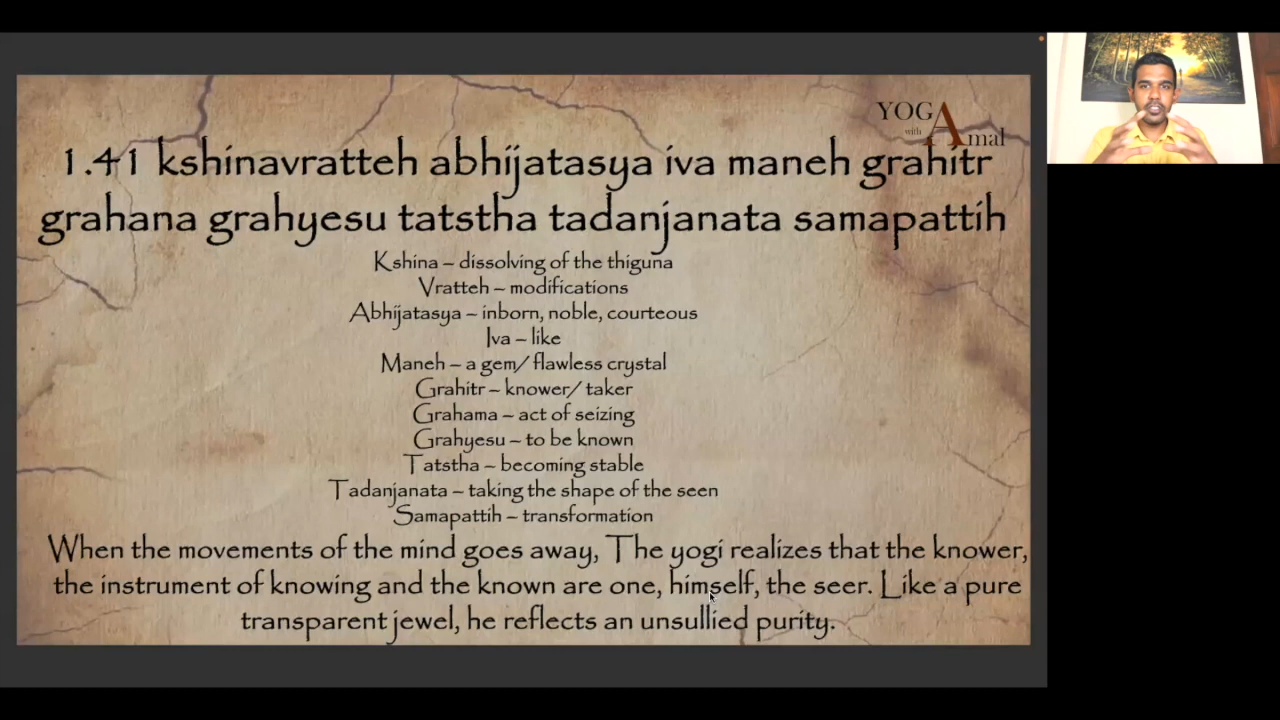 YOGA
with Amal
1.41 kshinavratteh abhijatasya iva maneh grahitr
grahana grahyesu tatstha tadanjanata samapattih
Kshina – dissolving of the thiguna
Vratteh – modifications
Abhijatasya – inborn, noble, courteous
Iva – like
Maneh – a gem/ flawless crystal
Grahitr – knower/ taker
Grahama – act of seizing
Grahyesu – to be known
Tatstha – becoming stable
Tadanjanata – taking the shape of the seen
Samapattih – transformation
When the movements of the mind goes away, The yogi realizes that the knower,
the instrument of knowing and the known are one, himself, the seer. Like a pure
transparent jewel, he reflects an unsullied purity.